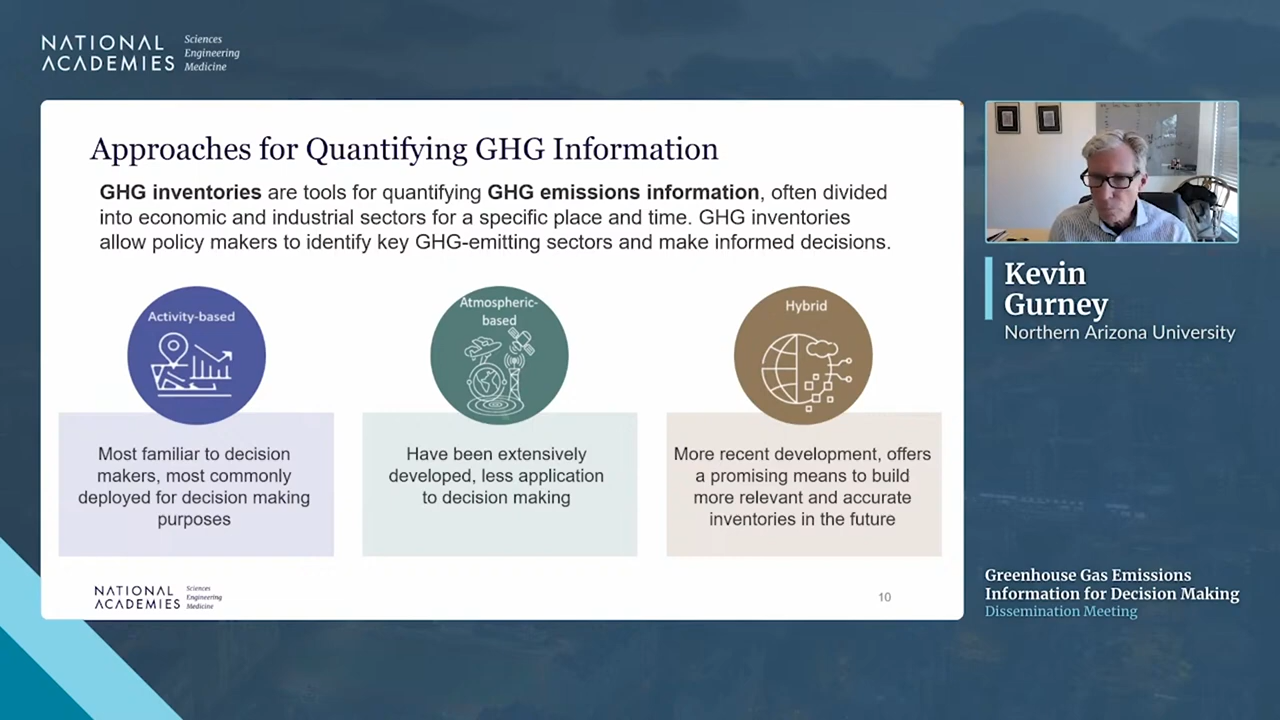 NATIONAL
ACADEMIES
Sciences
Engineering
Medicine
Approaches for Quantifying GHG Information
GHG inventories are tools for quantifying GHG emissions information, often divided
into economic and industrial sectors for a specific place and time. GHG inventories
allow policy makers to identify key GHG-emitting sectors and make informed decisions.
Activity-based
Most familiar to decision
makers, most commonly
deployed for decision making
purposes
Atmospheric-
based
Have been extensively
developed, less application
to decision making
Hybrid
More recent development, offers
a promising means to build
more relevant and accurate
inventories in the future
NATIONAL
ACADEMIES
Sciences
Engineering
Medicine
10
Kevin
Gurney
Northern Arizona University
Greenhouse Gas Emissions
Information for Decision Making
Dissemination Meeting